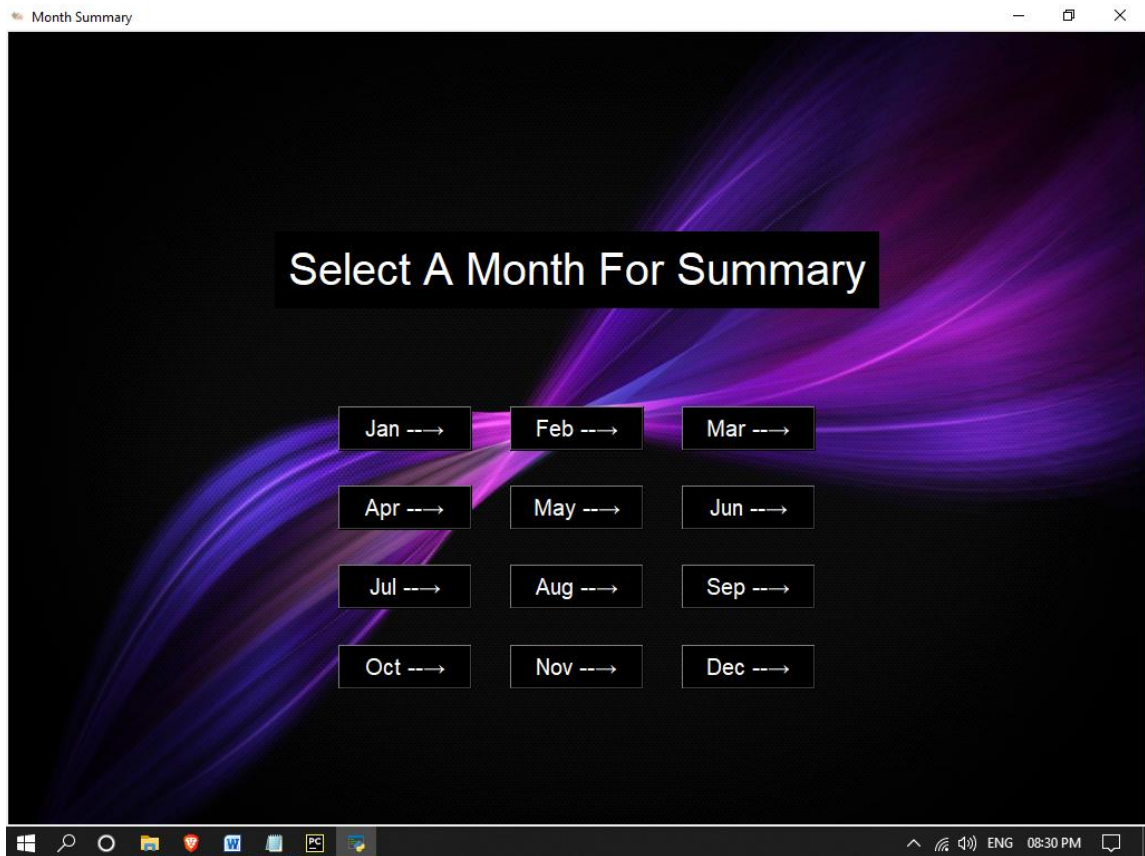 Month Summary
Select A Month For Summary
Jan --→ Feb --→ Mar --→
Apr --→ May --→ Jun --→
Jul --→ Aug --→ Sep --→
Oct --→ Nov --→ Dec --→
W PC ENG 08:30 PM